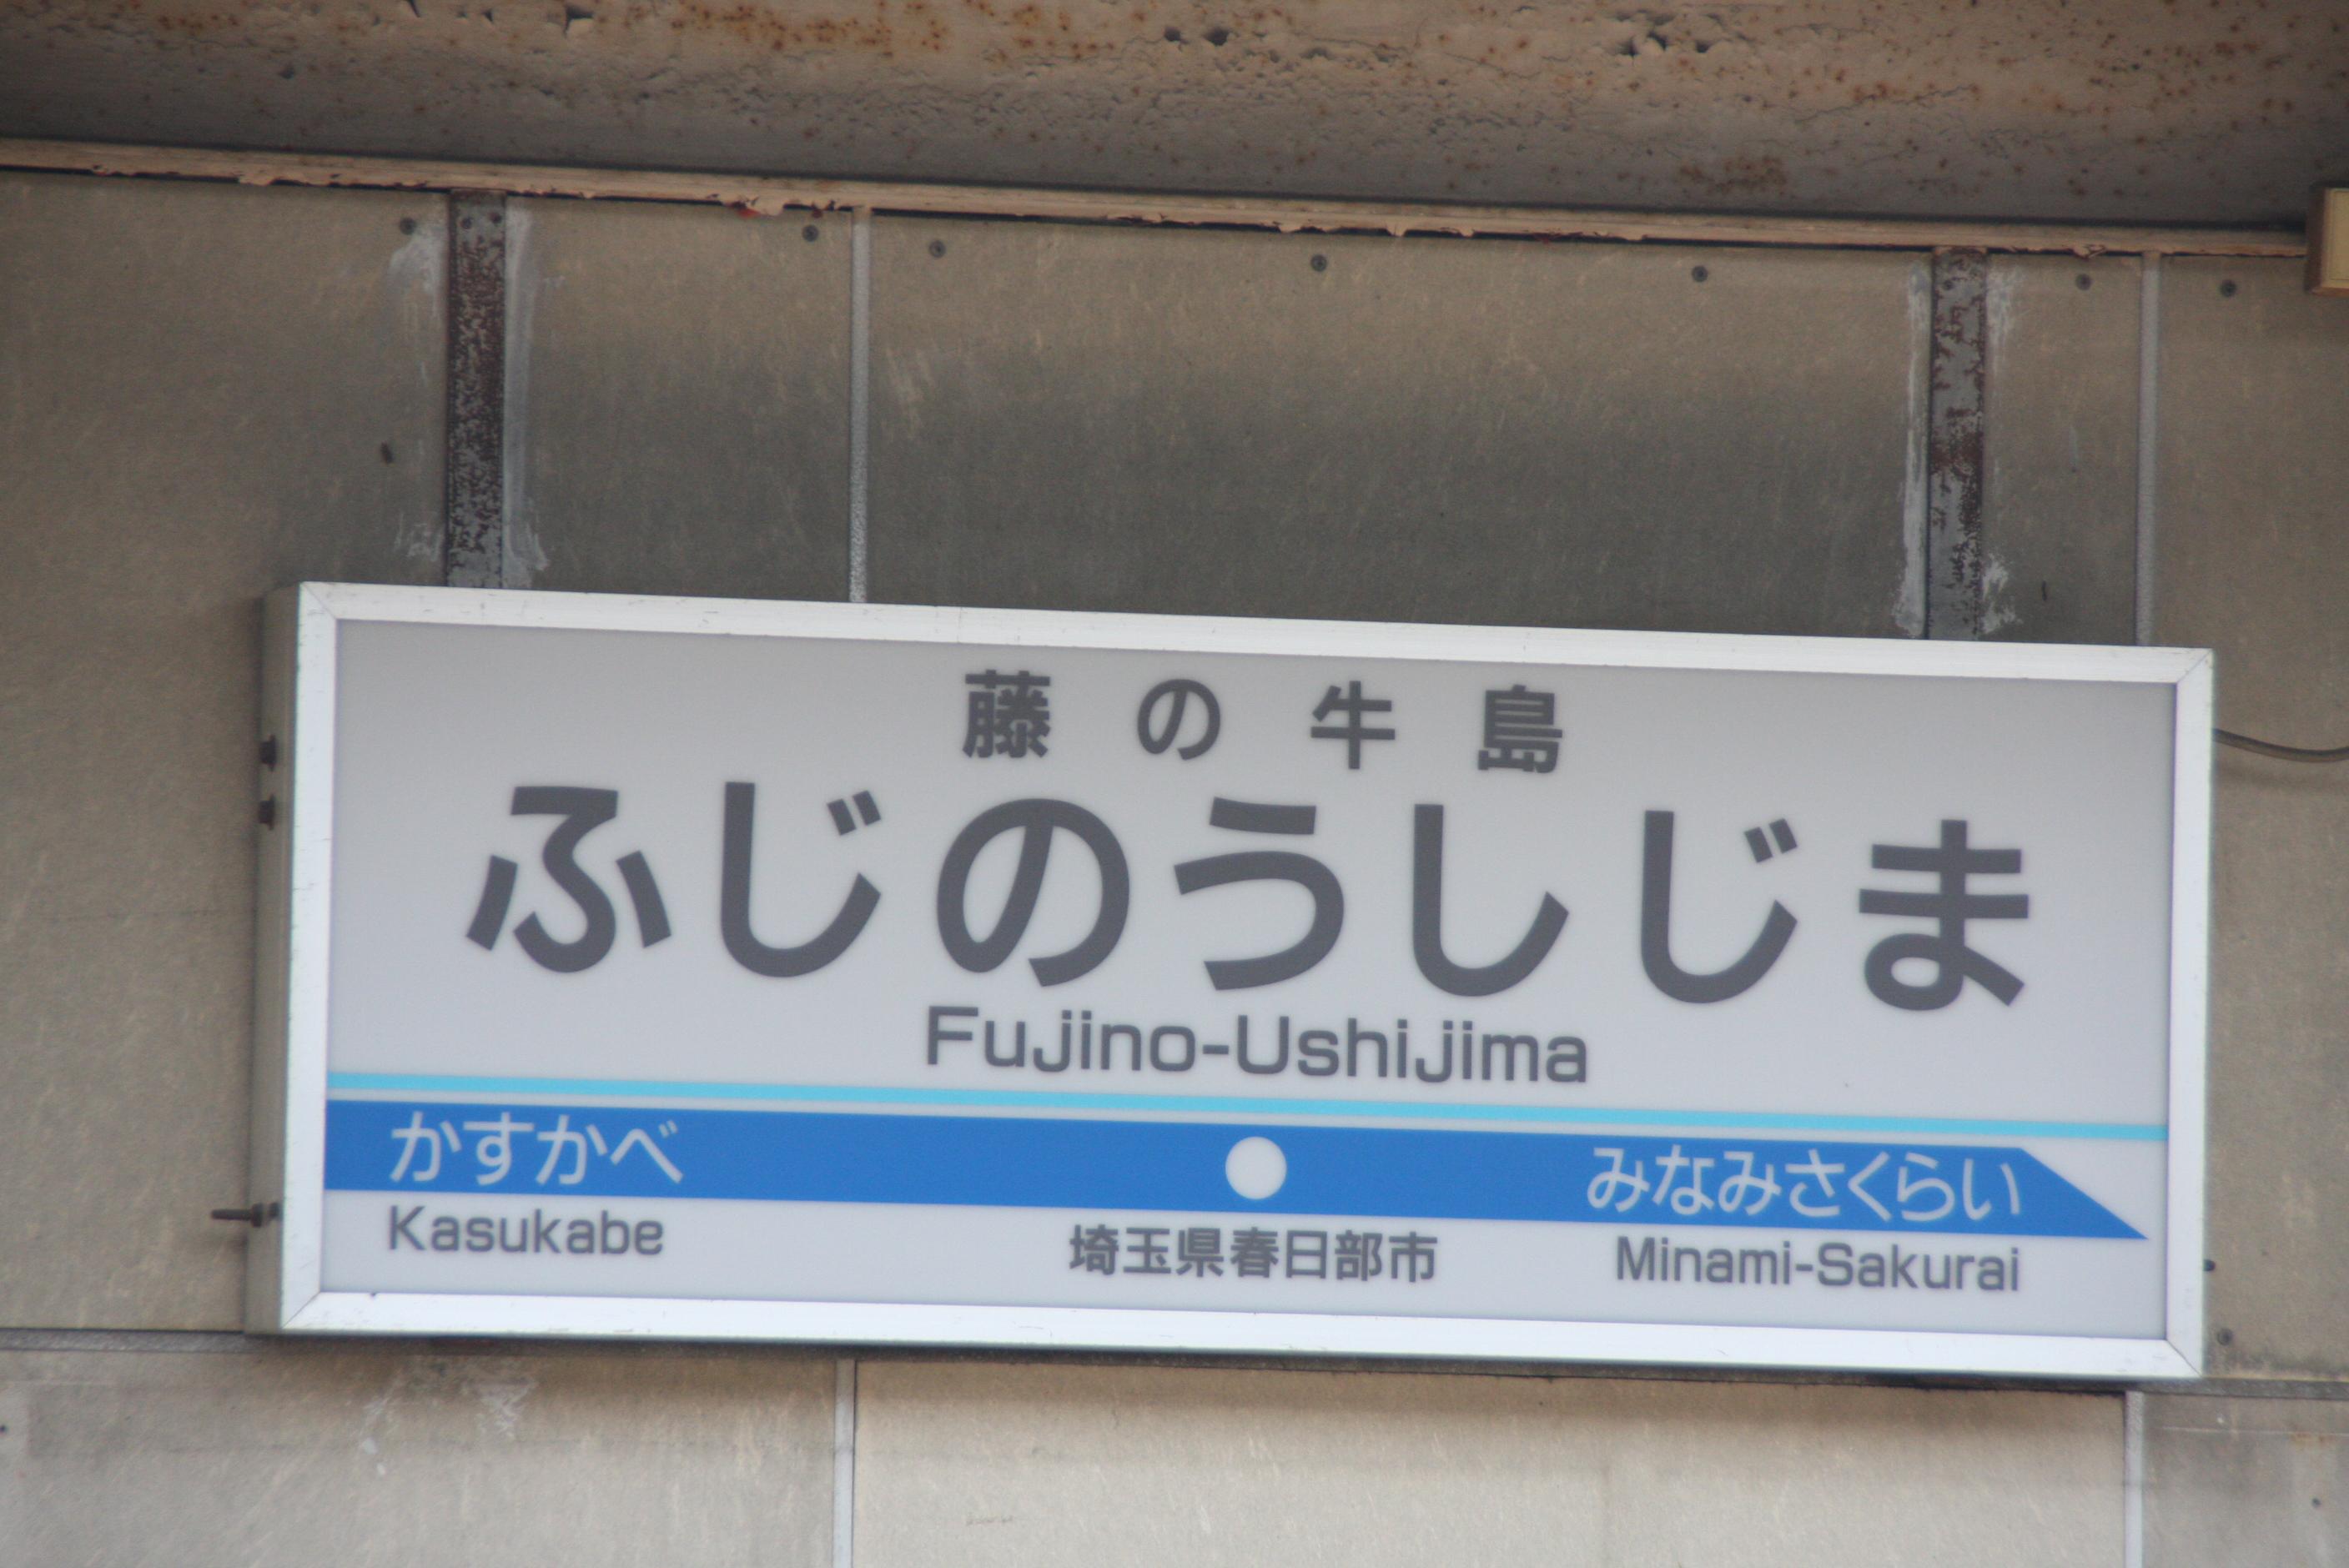 藤の牛島
ふじのうしじま
Fujino-Ushijima
かすかべ
みなみさくらい
Kasukabe
埼玉県春日部市
Minami-Sakurai